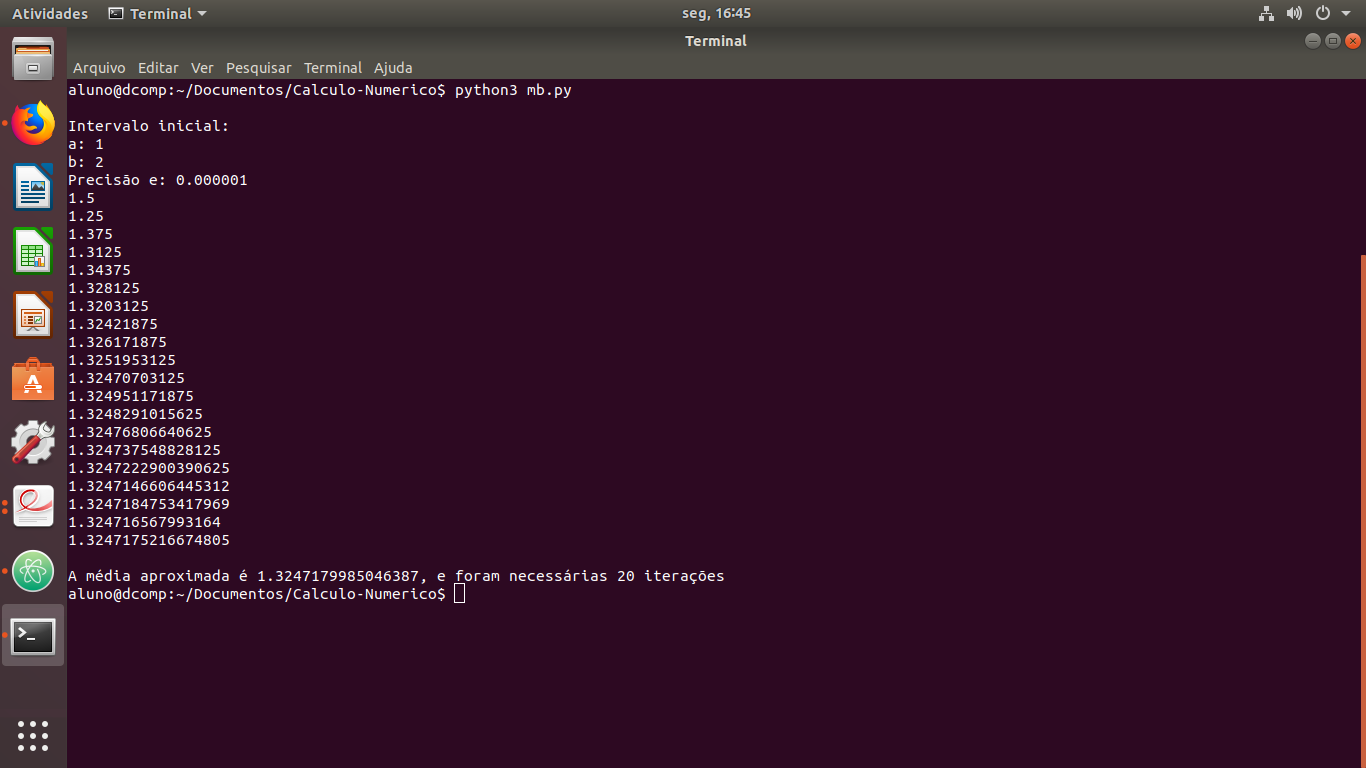 Atividades Terminal seg, 16:45
Terminal
Arquivo Editar Ver Pesquisar Terminal Ajuda
aluno@dcomp:~/Documentos/Calculo-Numerico$ python3 mb.py
Intervalo inicial:
a: 1
b: 2
Precisão e: 0.000001
1.5
1.25
1.375
1.3125
1.34375
1.328125
1.3203125
1.32421875
1.326171875
1.3251953125
1.32470703125
1.324951171875
1.3248291015625
1.32476806640625
1.324737548828125
1.3247222900390625
1.3247146606445312
1.3247184753417969
1.324716567993164
1.3247175216674805
A média aproximada é 1.3247179985046387, e foram necessárias 20 iterações
aluno@dcomp:~/Documentos/Calculo-Numerico$